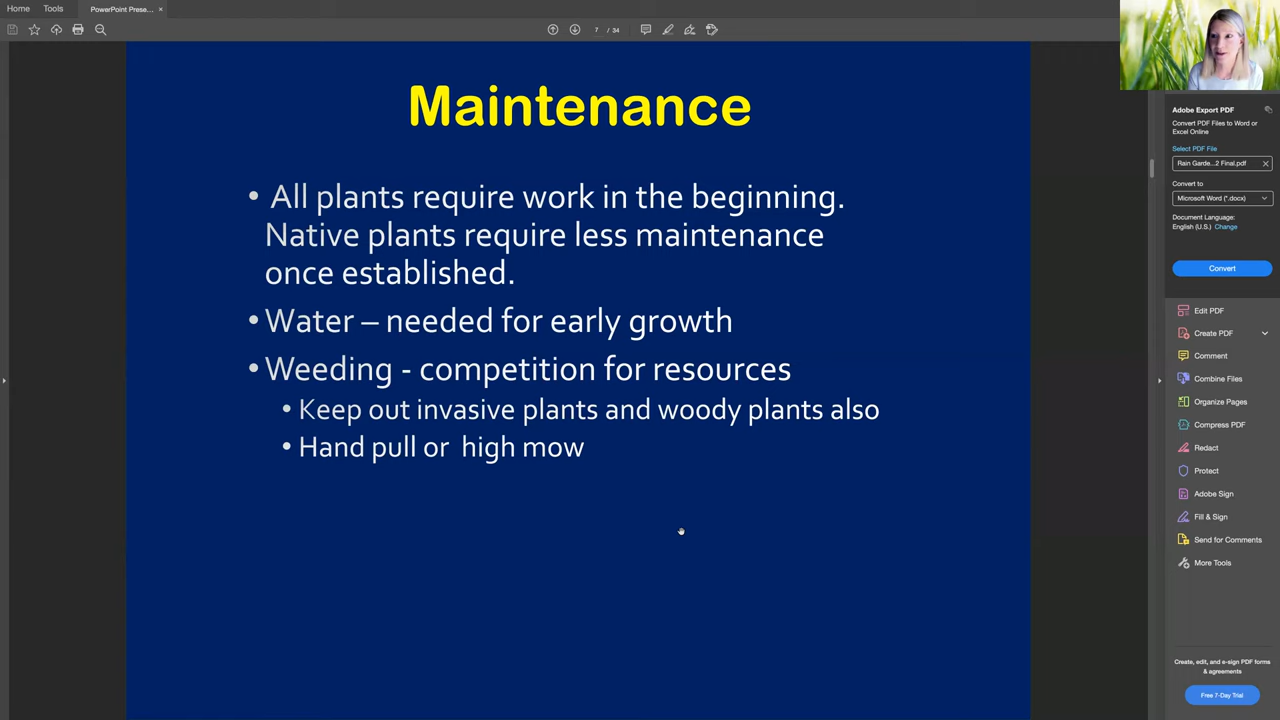 Home
Tools
PowerPoint Prese...
7 / 34
Maintenance
• All plants require work in the beginning.
Native plants require less maintenance
once established.
• Water – needed for early growth
• Weeding - competition for resources
• Keep out invasive plants and woody plants also
• Hand pull or high mow
Adobe Export PDF
Convert PDF Files to Word or
Excel Online
Select PDF File
Rain Garde...2 Final.pdf
Convert to
Microsoft Word (*.docx)
Document Language:
English (U.S.) Change
Convert
Edit PDF
Create PDF
Comment
Combine Files
Organize Pages
Compress PDF
Redact
Protect
Adobe Sign
Fill & Sign
Send for Comments
More Tools
Create, edit, and e-sign PDF forms
& agreements
Free 7-Day Trial